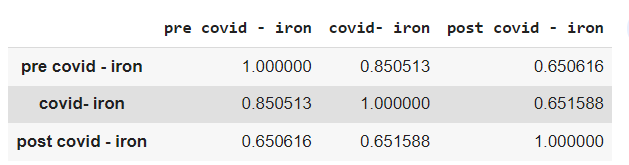 pre covid - iron covid- iron post covid - iron
pre covid - iron 1.000000 0.850513 0.650616
covid- iron 0.850513 1.000000 0.651588
post covid - iron 0.650616 0.651588 1.000000